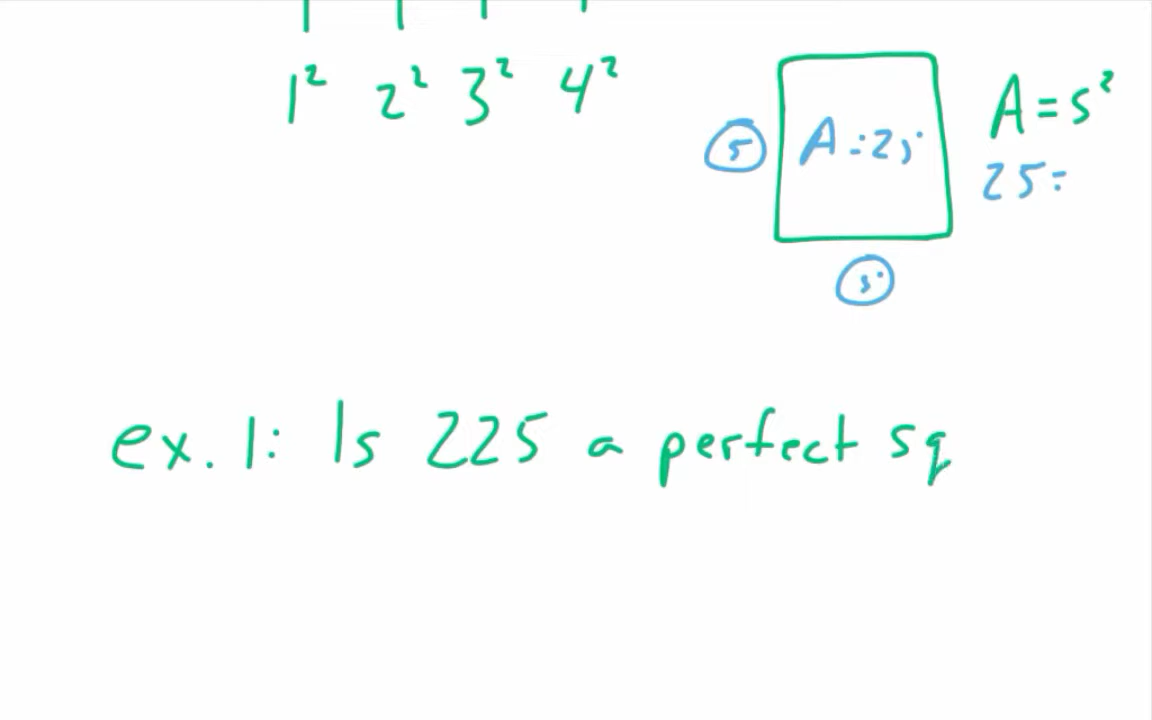 1² 2² 3² 4²
A = s²
5 A = 25
25 =
5
ex. 1: Is 225 a perfect sq